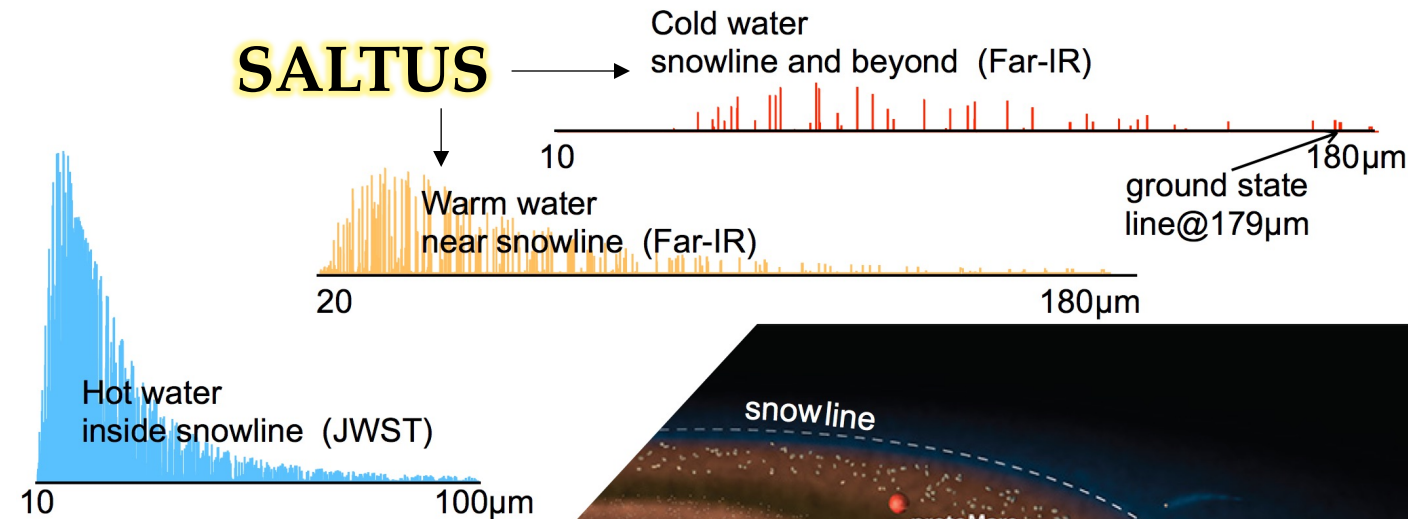 SALTUS
Cold water
snowline and beyond (Far-IR)
10
180µm
ground state
line@179µm
Warm water
near snowline (Far-IR)
20
180µm
Hot water
inside snowline (JWST)
10
100µm
snowline